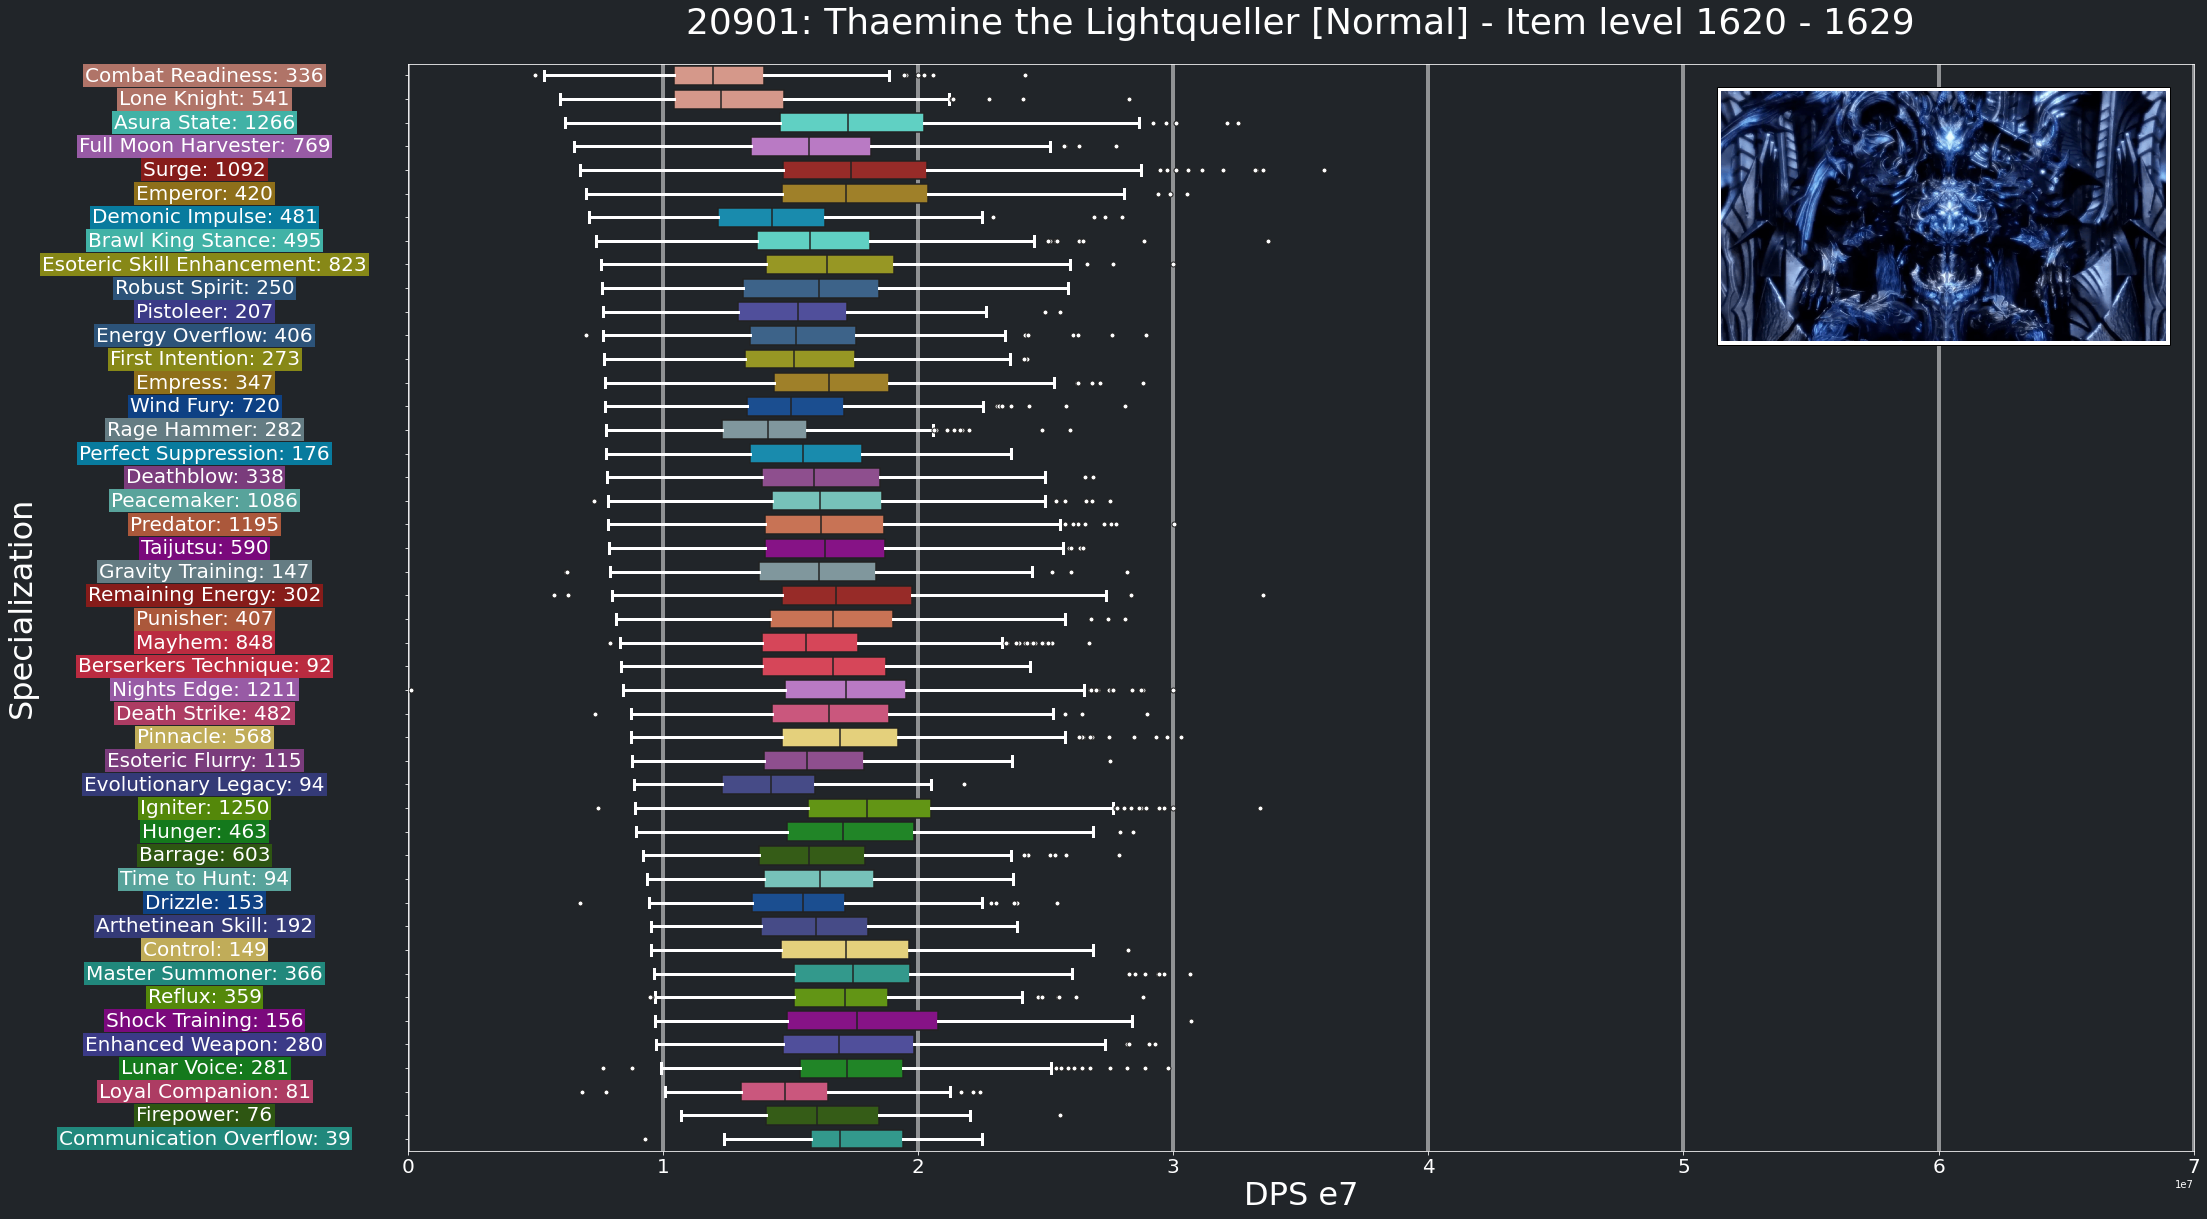 20901: Thaemine the Lightqueller [Normal] - Item level 1620 - 1629
Combat Readiness: 336
Lone Knight: 541
Asura State: 1266
Full Moon Harvester: 769
Surge: 1092
Emperor: 420
Demonic Impulse: 481
Brawl King Stance: 495
Esoteric Skill Enhancement: 823
Robust Spirit: 250
Pistoleer: 207
Energy Overflow: 406
First Intention: 273
Empress: 347
Wind Fury: 720
Rage Hammer: 282
Perfect Suppression: 176
Deathblow: 338
Peacemaker: 1086
Predator: 1195
Taijutsu: 590
Gravity Training: 147
Remaining Energy: 302
Punisher: 407
Mayhem: 848
Berserkers Technique: 92
Nights Edge: 1211
Death Strike: 482
Pinnacle: 568
Esoteric Flurry: 115
Evolutionary Legacy: 94
Igniter: 1250
Hunger: 463
Barrage: 603
Time to Hunt: 94
Drizzle: 153
Arthetinean Skill: 192
Control: 149
Master Summoner: 366
Reflux: 359
Shock Training: 156
Enhanced Weapon: 280
Lunar Voice: 281
Loyal Companion: 81
Firepower: 76
Communication Overflow: 39
Specialization
0 1 2 3 4 5 6 7
1e7
DPS e7